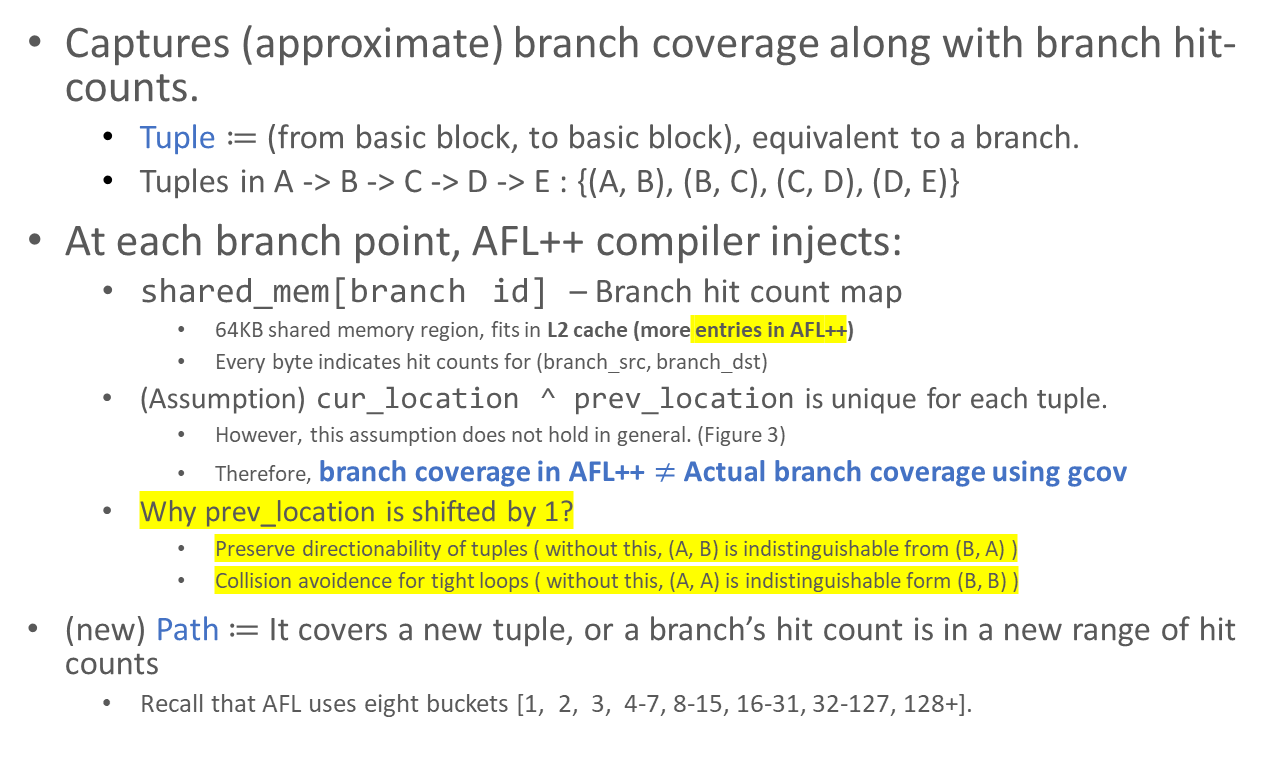 • Captures (approximate) branch coverage along with branch hit-
counts.
• Tuple ≔ (from basic block, to basic block), equivalent to a branch.
• Tuples in A -> B -> C -> D -> E : {(A, B), (B, C), (C, D), (D, E)}
• At each branch point, AFL++ compiler injects:
• shared_mem[branch id] – Branch hit count map
• 64KB shared memory region, fits in L2 cache (more entries in AFL++)
• Every byte indicates hit counts for (branch_src, branch_dst)
• (Assumption) cur_location ^ prev_location is unique for each tuple.
• However, this assumption does not hold in general. (Figure 3)
• Therefore, branch coverage in AFL++ ≠ Actual branch coverage using gcov
• Why prev_location is shifted by 1?
• Preserve directionability of tuples ( without this, (A, B) is indistinguishable from (B, A) )
• Collision avoidence for tight loops ( without this, (A, A) is indistinguishable form (B, B) )
• (new) Path ≔ It covers a new tuple, or a branch’s hit count is in a new range of hit
counts
• Recall that AFL uses eight buckets [1, 2, 3, 4-7, 8-15, 16-31, 32-127, 128+].